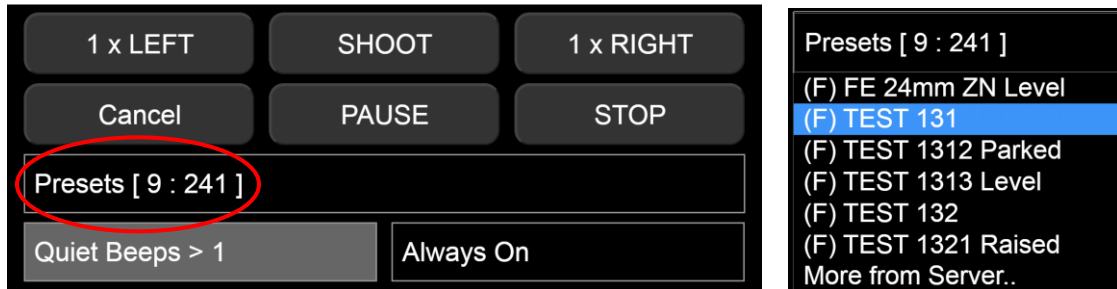 1 x LEFT SHOOT 1 x RIGHT
Cancel PAUSE STOP
Presets [ 9 : 241 ]
Quiet Beeps > 1 Always On
Presets [ 9 : 241 ]
(F) FE 24mm ZN Level
(F) TEST 131
(F) TEST 1312 Parked
(F) TEST 1313 Level
(F) TEST 132
(F) TEST 1321 Raised
More from Server..